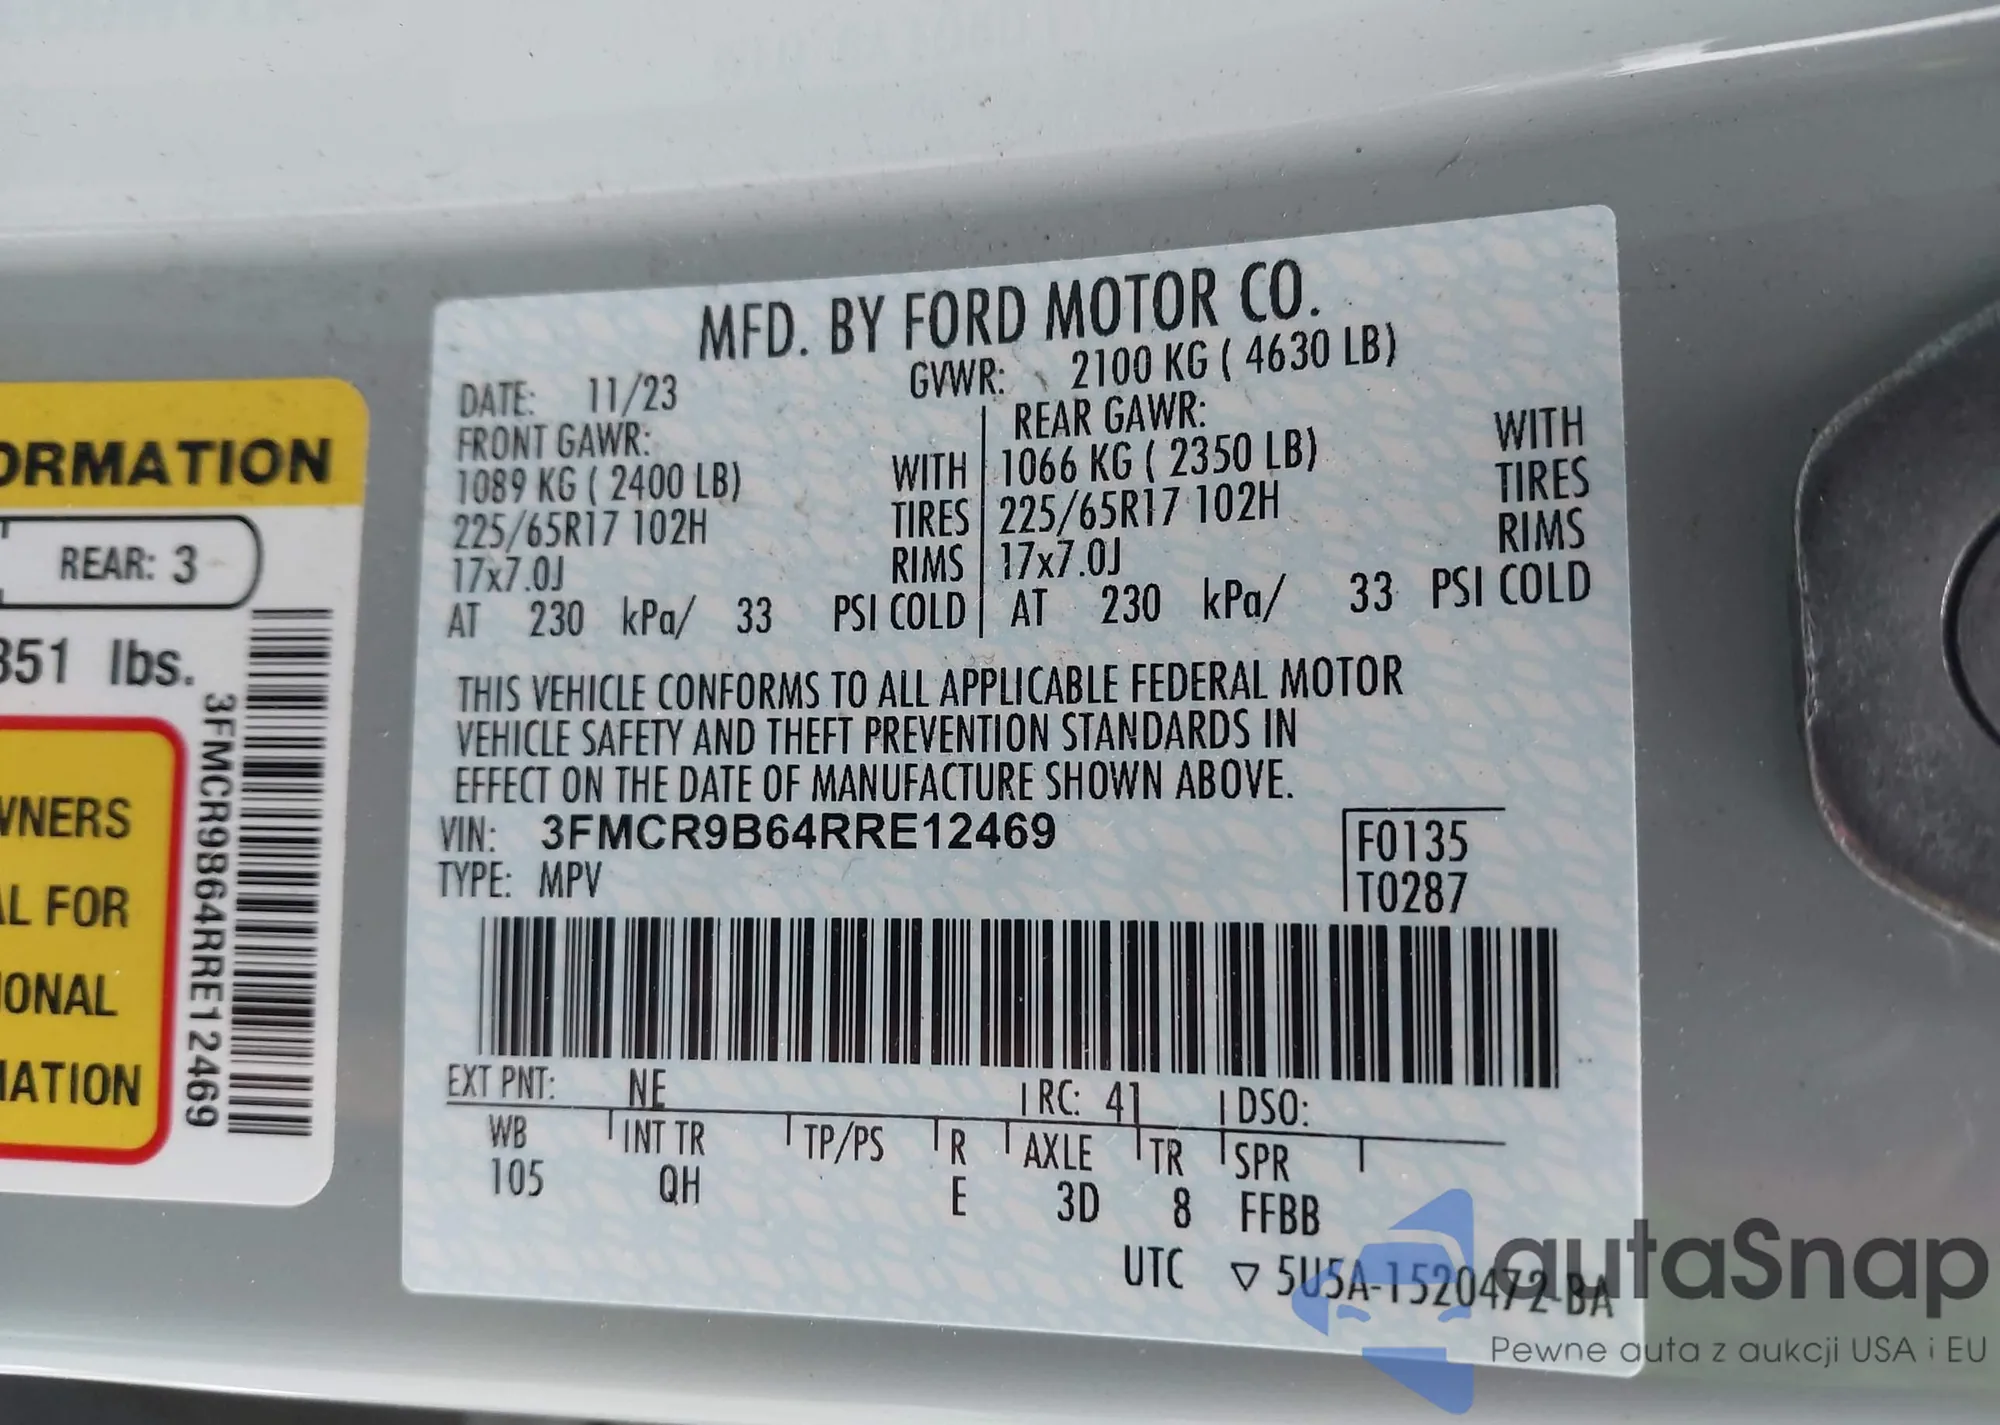 ORMATION
REAR: 3
351 lbs.
WNERS
AL FOR
IONAL
MATION
3FMCR9B64RRE12469
MFD. BY FORD MOTOR CO.
DATE: 11/23 GVWR: 2100 KG ( 4630 LB)
FRONT GAWR: REAR GAWR: WITH
1089 KG ( 2400 LB) WITH 1066 KG ( 2350 LB) TIRES
225/65R17 102H TIRES 225/65R17 102H RIMS
17x7.0J RIMS 17x7.0J
AT 230 kPa/ 33 PSI COLD AT 230 kPa/ 33 PSI COLD
THIS VEHICLE CONFORMS TO ALL APPLICABLE FEDERAL MOTOR
VEHICLE SAFETY AND THEFT PREVENTION STANDARDS IN
EFFECT ON THE DATE OF MANUFACTURE SHOWN ABOVE.
VIN: 3FMCR9B64RRE12469 F0135
TYPE: MPV T0287
EXT PNT: NE RC: 41 DSO:
WB INT TR TP/PS R AXLE TR SPR
105 QH E 3D 8 FFBB
UTC ▽ 5U5A-1520472-BA
autaSnap
Pewne auta z aukcji USA i EU